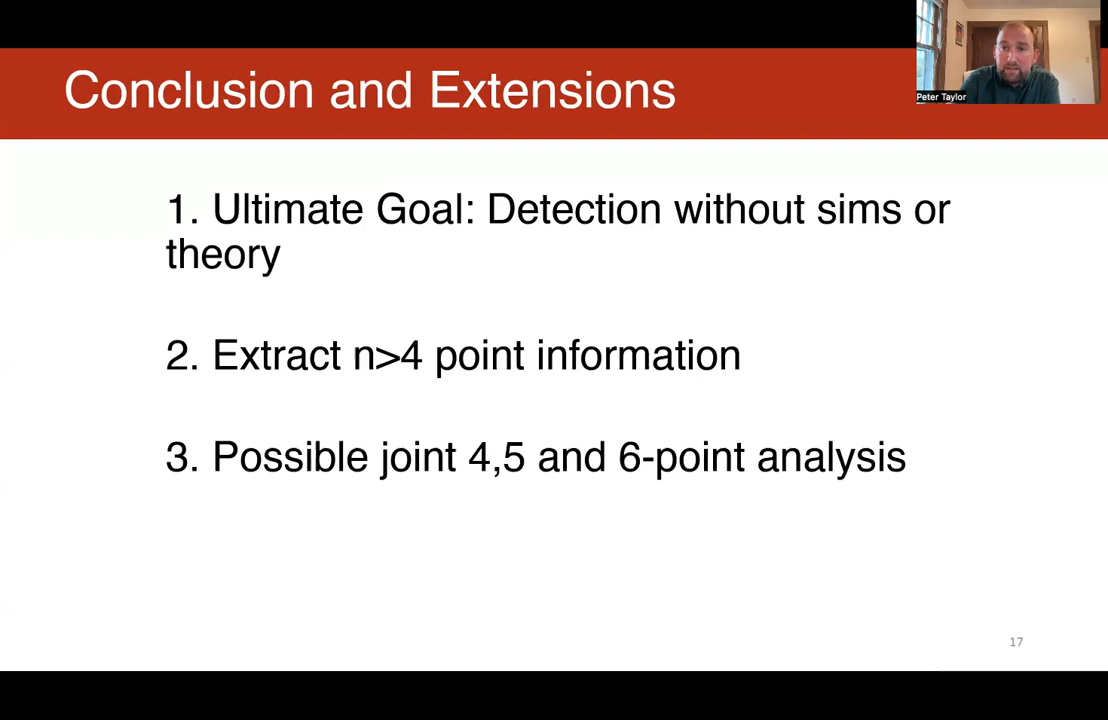 Conclusion and Extensions
Peter Taylor
1. Ultimate Goal: Detection without sims or
theory
2. Extract n>4 point information
3. Possible joint 4,5 and 6-point analysis
17